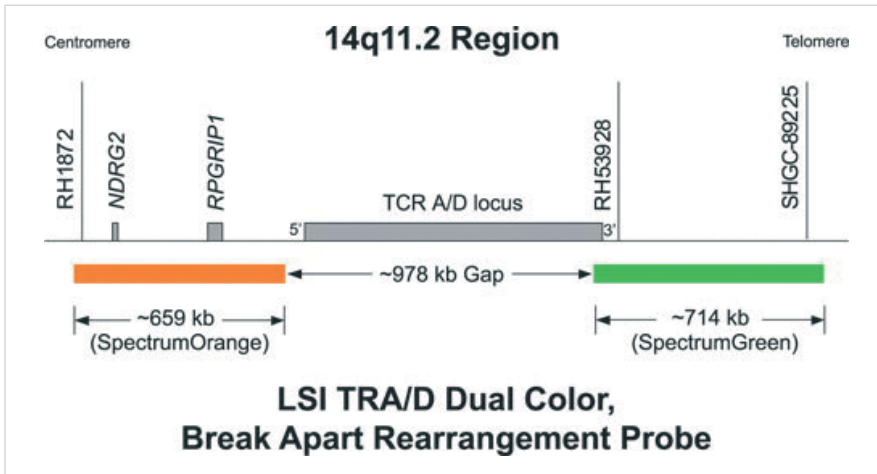 Centromere
14q11.2 Region
Telomere
RH1872
NDRG2
RPGRIP1
RH53928
SHGC-89225
TCR A/D locus
5'
3'
~978 kb Gap
~659 kb
(SpectrumOrange)
~714 kb
(SpectrumGreen)
LSI TRA/D Dual Color,
Break Apart Rearrangement Probe